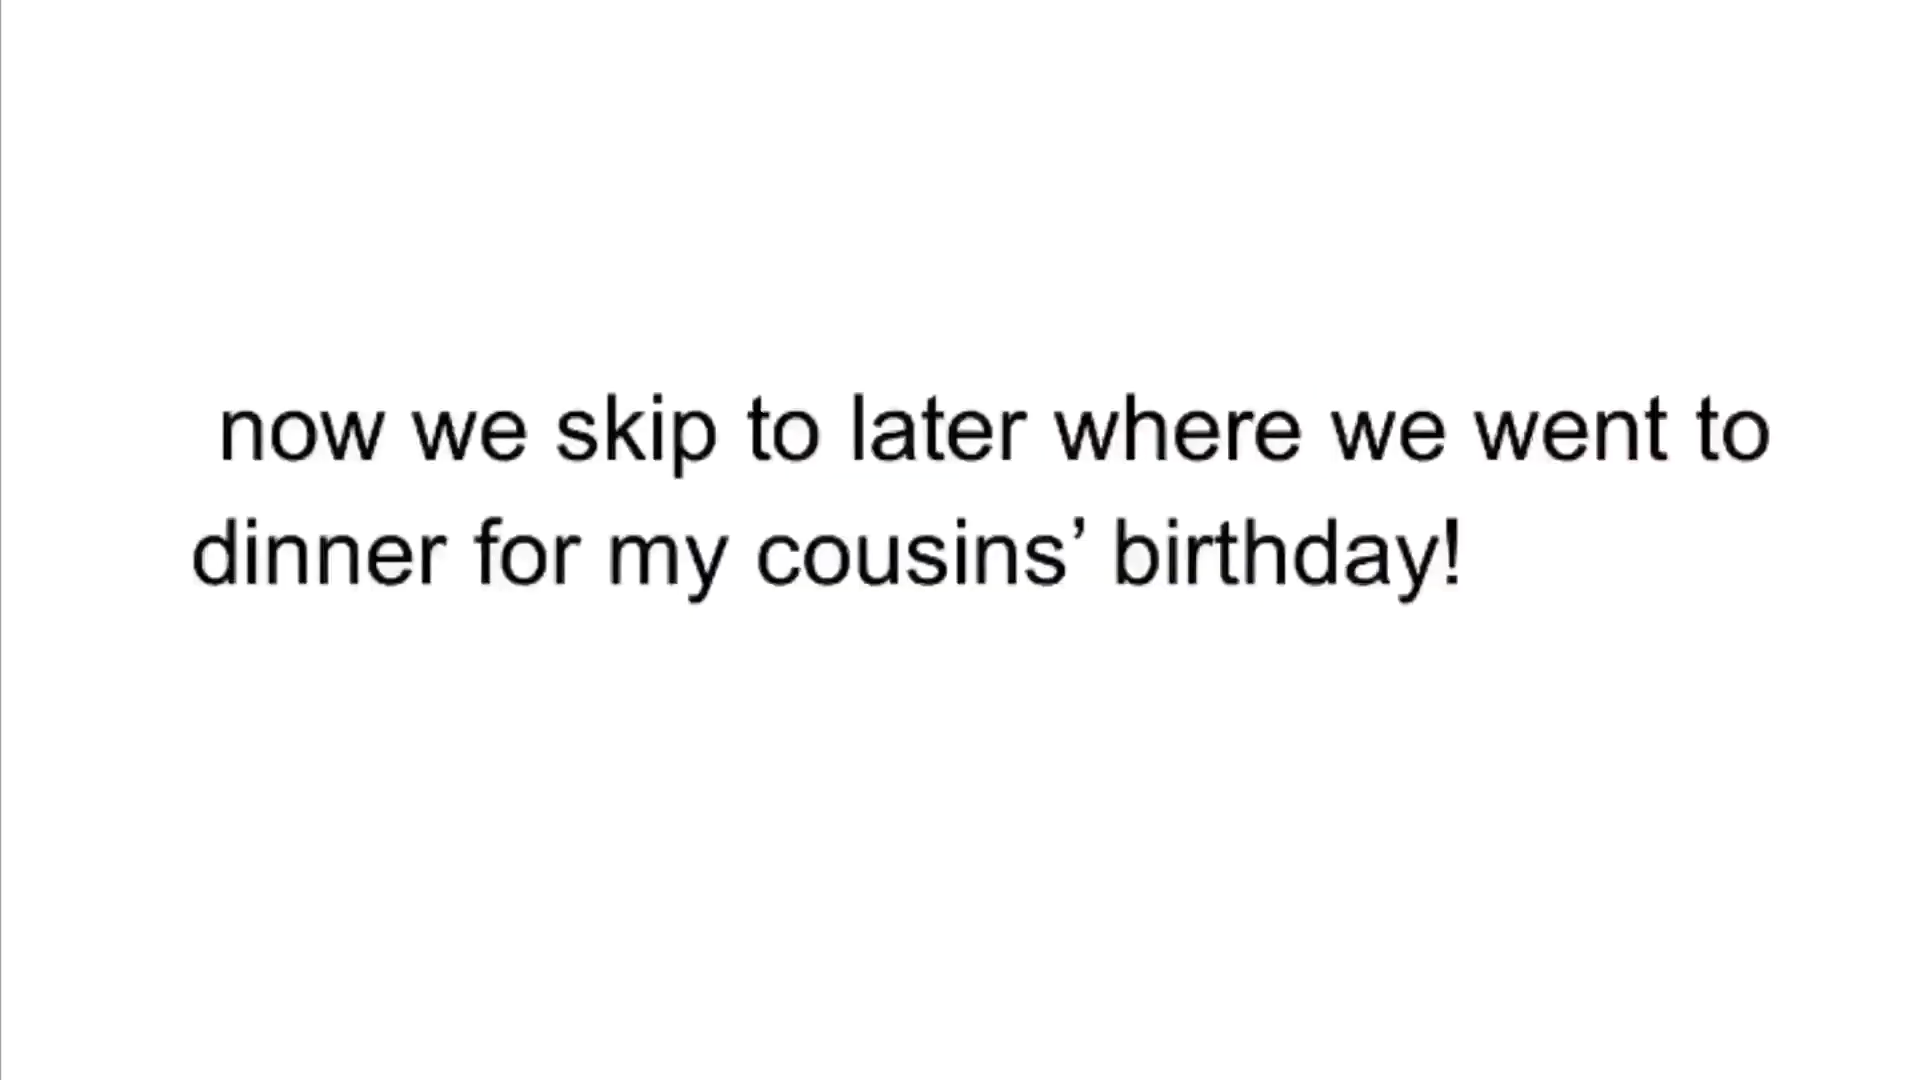 now we skip to later where we went to
dinner for my cousins’ birthday!